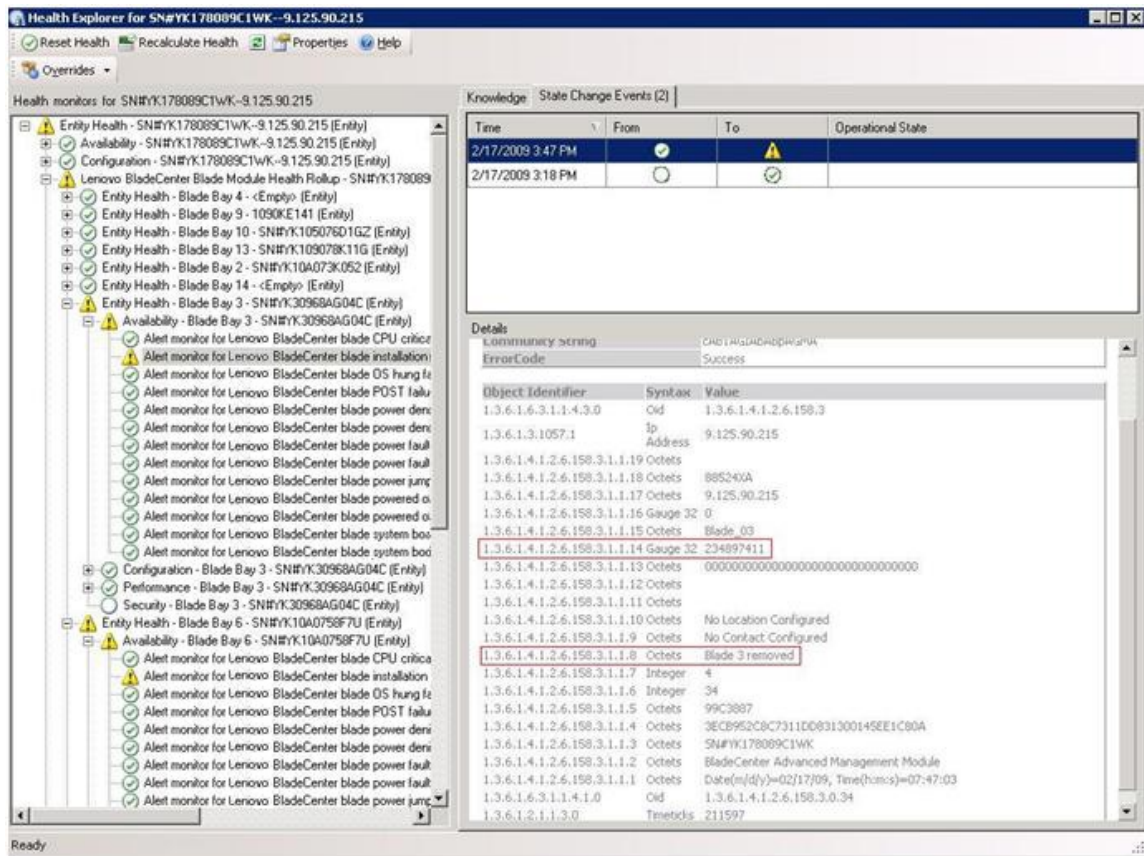 Health Explorer for SN#YK178089C1WK--9.125.90.215
Reset Health Recalculate Health Properties Help
Overrides
Health monitors for SN#YK178089C1WK--9.125.90.215
Entity Health - SN#YK178089C1WK--9.125.90.215 (Entity)
Availability - SN#YK178089C1WK--9.125.90.215 (Entity)
Configuration - SN#YK178089C1WK--9.125.90.215 (Entity)
Lenovo BladeCenter Blade Module Health Rollup - SN#YK178089
Entity Health - Blade Bay 4 - <Empty> (Entity)
Entity Health - Blade Bay 9 - 1090KE141 (Entity)
Entity Health - Blade Bay 10 - SN#YK105076D1GZ (Entity)
Entity Health - Blade Bay 13 - SN#YK109078K11G (Entity)
Entity Health - Blade Bay 2 - SN#YK10A073K052 (Entity)
Entity Health - Blade Bay 14 - <Empty> (Entity)
Entity Health - Blade Bay 3 - SN#YK30968AG04C (Entity)
Availability - Blade Bay 3 - SN#YK30968AG04C (Entity)
Alert monitor for Lenovo BladeCenter blade CPU critica
Alert monitor for Lenovo BladeCenter blade installation
Alert monitor for Lenovo BladeCenter blade OS hung fa
Alert monitor for Lenovo BladeCenter blade POST failu
Alert monitor for Lenovo BladeCenter blade power deni
Alert monitor for Lenovo BladeCenter blade power deni
Alert monitor for Lenovo BladeCenter blade power fault
Alert monitor for Lenovo BladeCenter blade power fault
Alert monitor for Lenovo BladeCenter blade power jump
Alert monitor for Lenovo BladeCenter blade powered o
Alert monitor for Lenovo BladeCenter blade powered o
Alert monitor for Lenovo BladeCenter blade system boo
Alert monitor for Lenovo BladeCenter blade system boo
Configuration - Blade Bay 3 - SN#YK30968AG04C (Entity)
Performance - Blade Bay 3 - SN#YK30968AG04C (Entity)
Security - Blade Bay 3 - SN#YK30968AG04C (Entity)
Entity Health - Blade Bay 6 - SN#YK10A0758F7U (Entity)
Availability - Blade Bay 6 - SN#YK10A0758F7U (Entity)
Alert monitor for Lenovo BladeCenter blade CPU critica
Alert monitor for Lenovo BladeCenter blade installation
Alert monitor for Lenovo BladeCenter blade OS hung fa
Alert monitor for Lenovo BladeCenter blade POST failu
Alert monitor for Lenovo BladeCenter blade power deni
Alert monitor for Lenovo BladeCenter blade power deni
Alert monitor for Lenovo BladeCenter blade power fault
Alert monitor for Lenovo BladeCenter blade power fault
Alert monitor for Lenovo BladeCenter blade power jump
Knowledge State Change Events (2)
Time From To Operational State
2/17/2009 3:47 PM
2/17/2009 3:18 PM
Details
Community String
ErrorCode Success
Object Identifier Syntax Value
1.3.6.1.6.3.1.1.4.3.0 Oid 1.3.6.1.4.1.2.6.158.3
1.3.6.1.3.1057.1 Ip Address 9.125.90.215
1.3.6.1.4.1.2.6.158.3.1.1.19 Octets
1.3.6.1.4.1.2.6.158.3.1.1.18 Octets 88524XA
1.3.6.1.4.1.2.6.158.3.1.1.17 Octets 9.125.90.215
1.3.6.1.4.1.2.6.158.3.1.1.16 Gauge 32 0
1.3.6.1.4.1.2.6.158.3.1.1.15 Octets Blade_03
1.3.6.1.4.1.2.6.158.3.1.1.14 Gauge 32 234897411
1.3.6.1.4.1.2.6.158.3.1.1.13 Octets 00000000000000000000000000000000
1.3.6.1.4.1.2.6.158.3.1.1.12 Octets
1.3.6.1.4.1.2.6.158.3.1.1.11 Octets
1.3.6.1.4.1.2.6.158.3.1.1.10 Octets No Location Configured
1.3.6.1.4.1.2.6.158.3.1.1.9 Octets No Contact Configured
1.3.6.1.4.1.2.6.158.3.1.1.8 Octets Blade 3 removed
1.3.6.1.4.1.2.6.158.3.1.1.7 Integer 4
1.3.6.1.4.1.2.6.158.3.1.1.6 Integer 34
1.3.6.1.4.1.2.6.158.3.1.1.5 Octets 99C3887
1.3.6.1.4.1.2.6.158.3.1.1.4 Octets 3ECB952C8C7311DD831300145EE1C80A
1.3.6.1.4.1.2.6.158.3.1.1.3 Octets SN#YK178089C1WK
1.3.6.1.4.1.2.6.158.3.1.1.2 Octets BladeCenter Advanced Management Module
1.3.6.1.4.1.2.6.158.3.1.1.1 Octets Date(m/d/y)=02/17/09, Time(h:m:s)=07:47:03
1.3.6.1.6.3.1.1.4.1.0 Oid 1.3.6.1.4.1.2.6.158.3.0.34
1.3.6.1.2.1.1.3.0 Timeticks 211597
Ready